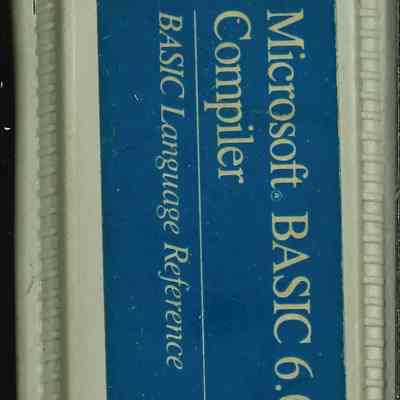 Microsoft® BASIC 6.
Compiler
BASIC Language Reference